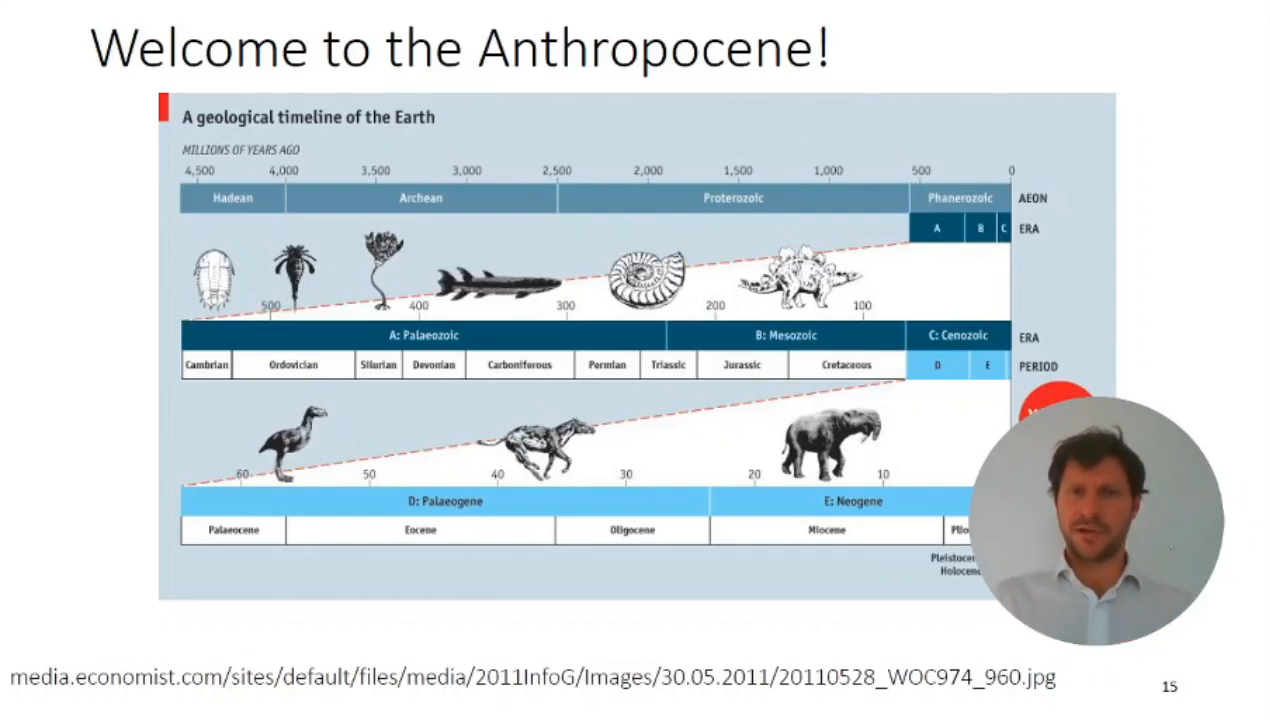 Welcome to the Anthropocene!
A geological timeline of the Earth
MILLIONS OF YEARS AGO
4,500 4,000 3,500 3,000 2,500 2,000 1,500 1,000 500 0
Hadean Archean Proterozoic Phanerozoic AEON
A B C ERA
500 400 300 200 100
A: Palaeozoic B: Mesozoic C: Cenozoic ERA
Cambrian Ordovician Silurian Devonian Carboniferous Permian Triassic Jurassic Cretaceous D E PERIOD
60 50 40 30 20 10
D: Palaeogene E: Neogene
Palaeocene Eocene Oligocene Miocene
Holocene
media.economist.com/sites/default/files/media/2011InfoG/Images/30.05.2011/20110528_WOC974_960.jpg
15